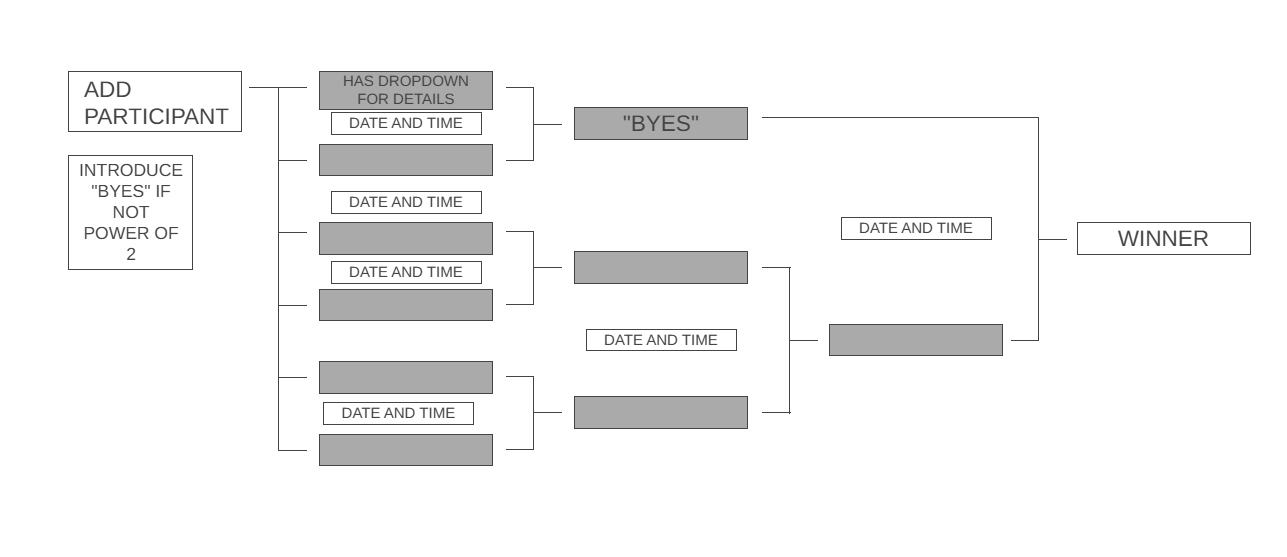 ADD
PARTICIPANT
INTRODUCE
"BYES" IF
NOT
POWER OF
2
HAS DROPDOWN
FOR DETAILS
DATE AND TIME
DATE AND TIME
DATE AND TIME
DATE AND TIME
"BYES"
DATE AND TIME
DATE AND TIME
WINNER